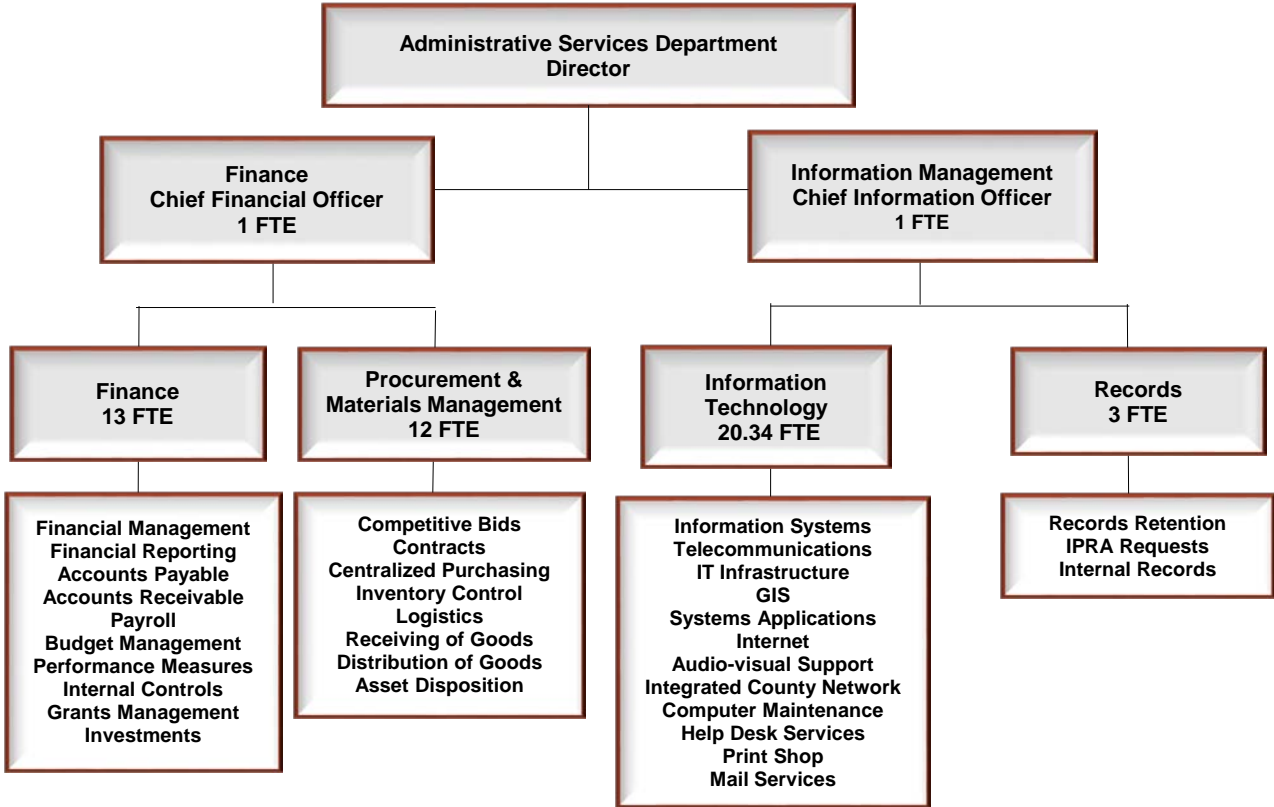 Administrative Services Department
Director
Finance
Chief Financial Officer
1 FTE
Information Management
Chief Information Officer
1 FTE
Finance
13 FTE
Procurement &
Materials Management
12 FTE
Information
Technology
20.34 FTE
Records
3 FTE
Financial Management
Financial Reporting
Accounts Payable
Accounts Receivable
Payroll
Budget Management
Performance Measures
Internal Controls
Grants Management
Investments
Competitive Bids
Contracts
Centralized Purchasing
Inventory Control
Logistics
Receiving of Goods
Distribution of Goods
Asset Disposition
Information Systems
Telecommunications
IT Infrastructure
GIS
Systems Applications
Internet
Audio-visual Support
Integrated County Network
Computer Maintenance
Help Desk Services
Print Shop
Mail Services
Records Retention
IPRA Requests
Internal Records